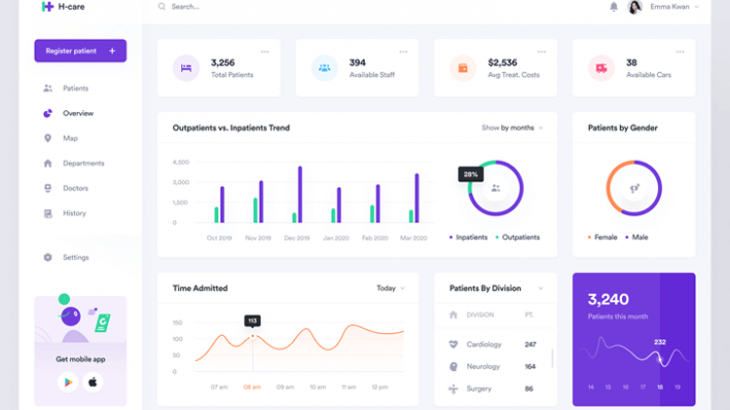 H-care
Search...
Emma Kwan
Register patient +
Patients
Overview
Map
Departments
Doctors
History
Settings
Get mobile app
3,256
Total Patients
394
Available Staff
$2,536
Avg Treat. Costs
38
Available Cars
Outpatients vs. Inpatients Trend
Show by months
4,500
3,000
1,500
0
Oct 2019 Nov 2019 Dec 2019 Jan 2020 Feb 2020 Mar 2020
28%
Inpatients Outpatients
Patients by Gender
Female Male
Time Admitted
Today
150
100
50
0
113
07 am 08 am 09 am 10 am 11 am 12 pm
Patients By Division
DIVISION PT.
Cardiology 247
Neurology 164
Surgery 86
3,240
Patients this month
232
14 15 16 17 18 19